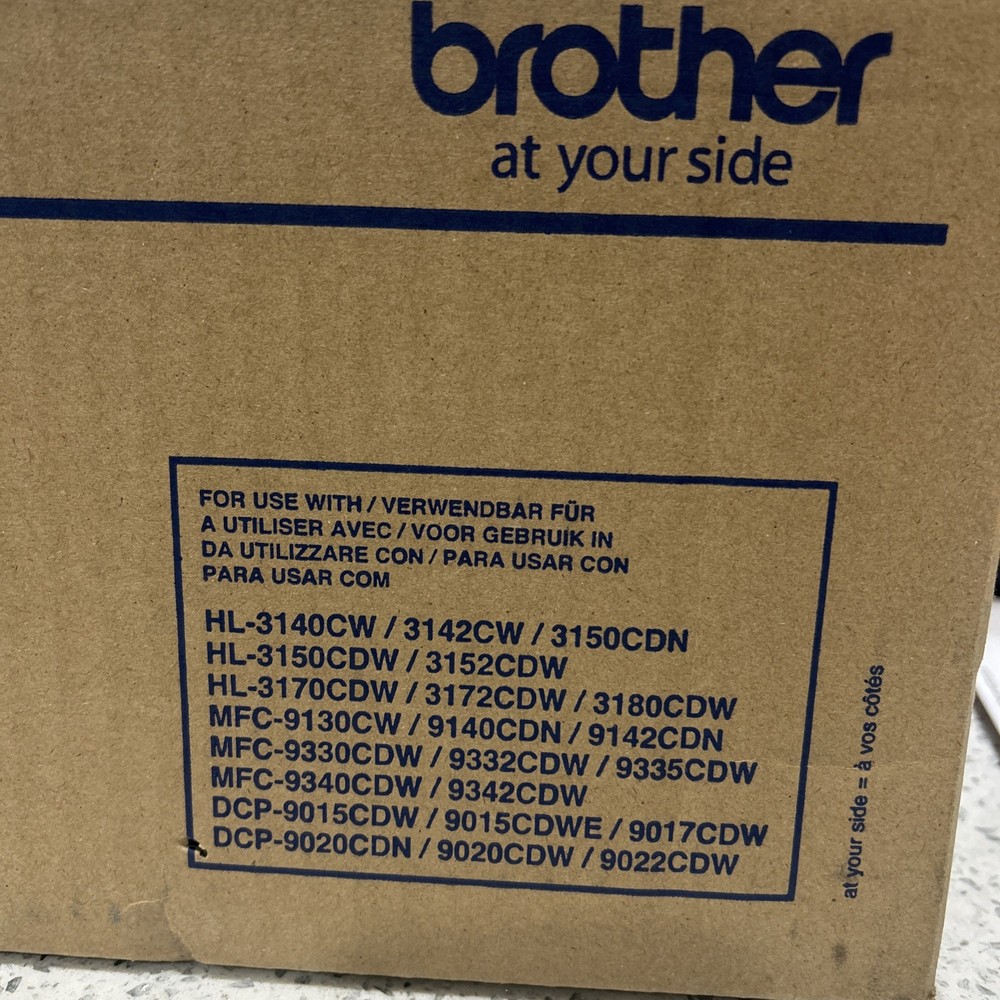 brother
at your side
FOR USE WITH / VERWENDBAR FÜR
A UTILISER AVEC / VOOR GEBRUIK IN
DA UTILIZZARE CON / PARA USAR CON
PARA USAR COM
HL-3140CW / 3142CW / 3150CDN
HL-3150CDW / 3152CDW
HL-3170CDW / 3172CDW / 3180CDW
MFC-9130CW / 9140CDN / 9142CDN
MFC-9330CDW / 9332CDW / 9335CDW
MFC-9340CDW / 9342CDW
DCP-9015CDW / 9015CDWE / 9017CDW
DCP-9020CDN / 9020CDW / 9022CDW
at your side = à vos côtés